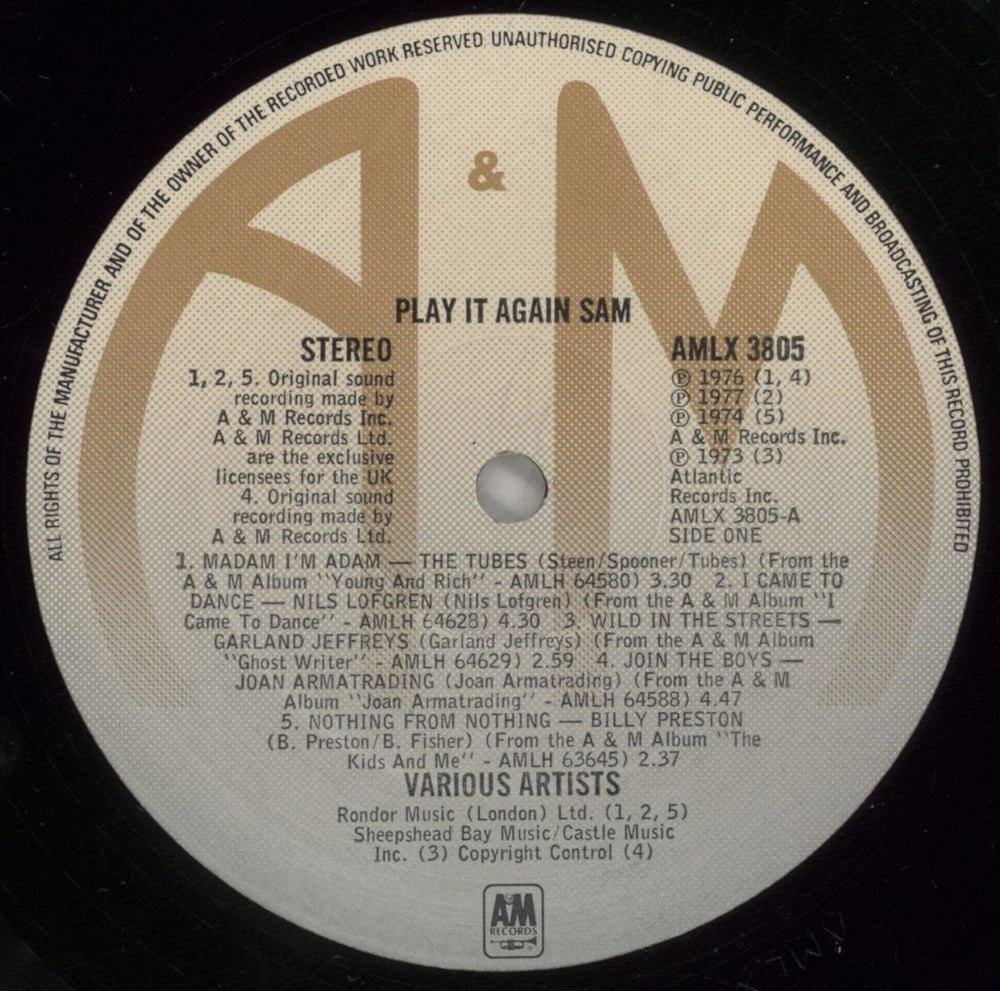 ALL RIGHTS OF THE MANUFACTURER AND OF THE OWNER OF THE RECORDED WORK RESERVED UNAUTHORISED COPYING PUBLIC PERFORMANCE AND BROADCASTING OF THIS RECORD PROHIBITED
A & M
PLAY IT AGAIN SAM
STEREO
1, 2, 5. Original sound
recording made by
A & M Records Inc.
A & M Records Ltd.
are the exclusive
licensees for the UK
4. Original sound
recording made by
A & M Records Ltd.
AMLX 3805
℗ 1976 (1, 4)
℗ 1977 (2)
℗ 1974 (5)
A & M Records Inc.
℗ 1973 (3)
Atlantic
Records Inc.
AMLX 3805-A
SIDE ONE
1. MADAM I'M ADAM — THE TUBES (Steen/Spooner/Tubes) (From the
A & M Album ‘‘Young And Rich’’ - AMLH 64580) 3.30 2. I CAME TO
DANCE — NILS LOFGREN (Nils Lofgren) (From the A & M Album ‘‘I
Came To Dance’’ - AMLH 64628) 4.30 3. WILD IN THE STREETS —
GARLAND JEFFREYS (Garland Jeffreys) (From the A & M Album
‘‘Ghost Writer’’ - AMLH 64629) 2.59 4. JOIN THE BOYS —
JOAN ARMATRADING (Joan Armatrading) (From the A & M
Album ‘‘Joan Armatrading’’ - AMLH 64588) 4.47
5. NOTHING FROM NOTHING — BILLY PRESTON
(B. Preston/B. Fisher) (From the A & M Album ‘‘The
Kids And Me’’ - AMLH 63645) 2.37
VARIOUS ARTISTS
Rondor Music (London) Ltd. (1, 2, 5)
Sheepshead Bay Music/Castle Music
Inc. (3) Copyright Control (4)
A&M
RECORDS